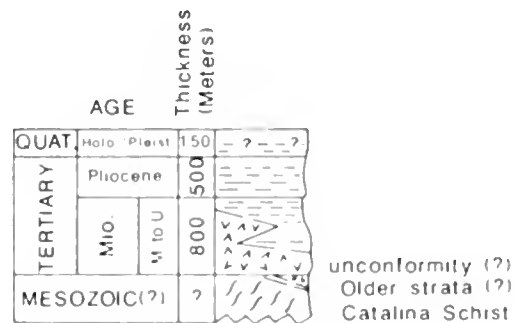 AGE
Thickness
(Meters)
QUAT. Holo. Pleist 150 - ? - - ?
TERTIARY
Pliocene 500
Mio. M to U 800
MESOZOIC(?) ?
unconformity (?)
Older strata (?)
Catalina Schist